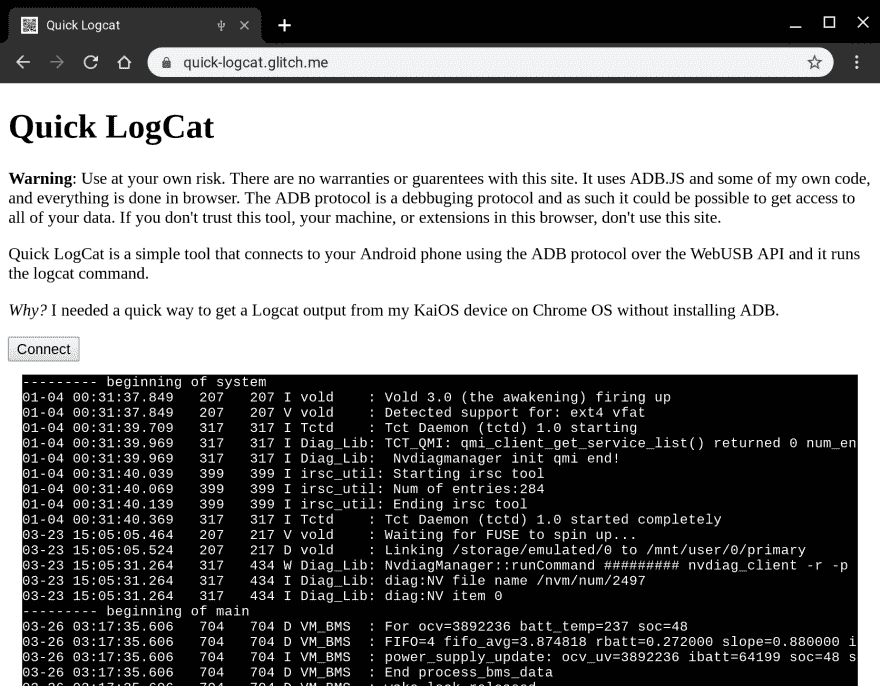 Quick Logcat
quick-logcat.glitch.me
Quick LogCat
Warning: Use at your own risk. There are no warranties or guarentees with this site. It uses ADB.JS and some of my own code,
and everything is done in browser. The ADB protocol is a debbuging protocol and as such it could be possible to get access to
all of your data. If you don't trust this tool, your machine, or extensions in this browser, don't use this site.
Quick LogCat is a simple tool that connects to your Android phone using the ADB protocol over the WebUSB API and it runs
the logcat command.
Why? I needed a quick way to get a Logcat output from my KaiOS device on Chrome OS without installing ADB.
Connect
--------- beginning of system
01-04 00:31:37.849   207   207 I vold    : Vold 3.0 (the awakening) firing up
01-04 00:31:37.849   207   207 V vold    : Detected support for: ext4 vfat
01-04 00:31:39.709   317   317 I Tctd    : Tct Daemon (tctd) 1.0 starting
01-04 00:31:39.969   317   317 I Diag_Lib: TCT_QMI: qmi_client_get_service_list() returned 0 num_en
01-04 00:31:39.969   317   317 I Diag_Lib:  Nvdiagmanager init qmi end!
01-04 00:31:40.039   399   399 I irsc_util: Starting irsc tool
01-04 00:31:40.069   399   399 I irsc_util: Num of entries:284
01-04 00:31:40.139   399   399 I irsc_util: Ending irsc tool
01-04 00:31:40.369   317   317 I Tctd    : Tct Daemon (tctd) 1.0 started completely
03-23 15:05:05.464   207   217 V vold    : Waiting for FUSE to spin up...
03-23 15:05:05.524   207   217 D vold    : Linking /storage/emulated/0 to /mnt/user/0/primary
03-23 15:05:31.264   317   434 W Diag_Lib: NvdiagManager::runCommand ######### nvdiag_client -r -p
03-23 15:05:31.264   317   434 I Diag_Lib: diag:NV file name /nvm/num/2497
03-23 15:05:31.264   317   434 I Diag_Lib: diag:NV item 0
--------- beginning of main
03-26 03:17:35.606   704   704 D VM_BMS  : For ocv=3892236 batt_temp=237 soc=48
03-26 03:17:35.606   704   704 D VM_BMS  : FIFO=4 fifo_avg=3.874818 rbatt=0.272000 slope=0.880000 i
03-26 03:17:35.606   704   704 I VM_BMS  : power_supply_update: ocv_uv=3892236 ibatt=64199 soc=48 s
03-26 03:17:35.606   704   704 D VM_BMS  : End process_bms_data
03-26 03:17:35.606   704   704 D VM_BMS  : wake_lock released